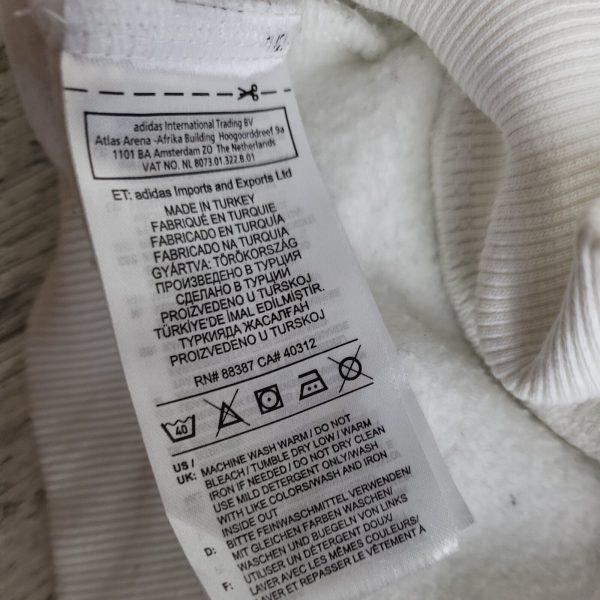 adidas International Trading BV
Atlas Arena -Afrika Building Hoogoorddreef 9a
1101 BA Amsterdam ZO The Netherlands
VAT NO. NL 8073.01.322.B.01
ET: adidas Imports and Exports Ltd
MADE IN TURKEY
FABRIQUÉ EN TURQUIE
FABRICADO EN TURQUÍA
FABRICADO NA TURQUIA
GYÁRTVA: TÖRÖKORSZÁG
ПРОИЗВЕДЕНО В ТУРЦИЯ
СДЕЛАНО В ТУРЦИИ
PROIZVEDENO U TURSKOJ
TÜRKİYE'DE İMAL EDİLMİŞTİR.
ТУРКИЯДА ЖАСАЛҒАН
PROIZVEDENO U TURSKOJ
RN# 88387 CA# 40312
40
US / UK: MACHINE WASH WARM / DO NOT
BLEACH / TUMBLE DRY LOW / WARM
IRON IF NEEDED / DO NOT DRY CLEAN
USE MILD DETERGENT ONLY/WASH
WITH LIKE COLORS/WASH AND IRON
INSIDE OUT
D: BITTE FEINWASCHMITTEL VERWENDEN/
MIT GLEICHEN FARBEN WASCHEN/
WASCHEN UND BUEGELN VON LINKS
F: UTILISER UN DÉTERGENT DOUX/
LAVER AVEC LES MÊMES COULEURS/
LAVER ET REPASSER LE VÊTEMENT À